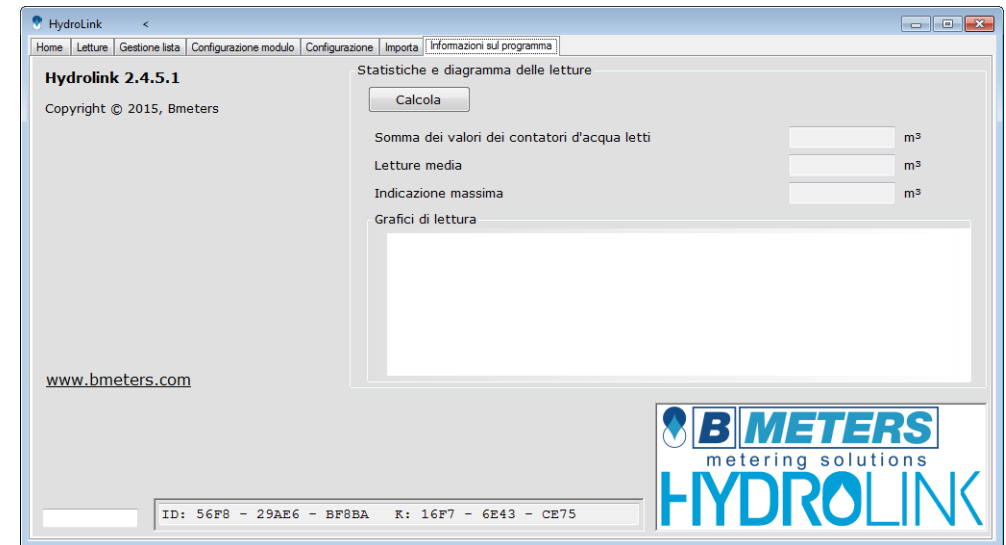 HydroLink <
Home Letture Gestione lista Configurazione modulo Configurazione Importa Informazioni sul programma
Hydrolink 2.4.5.1
Copyright © 2015, Bmeters
www.bmeters.com
Statistiche e diagramma delle letture
Calcola
Somma dei valori dei contatori d'acqua letti m³
Letture media m³
Indicazione massima m³
Grafici di lettura
B METERS
metering solutions
HYDROLINK
ID: 56F8 - 29AE6 - BF8BA K: 16F7 - 6E43 - CE75